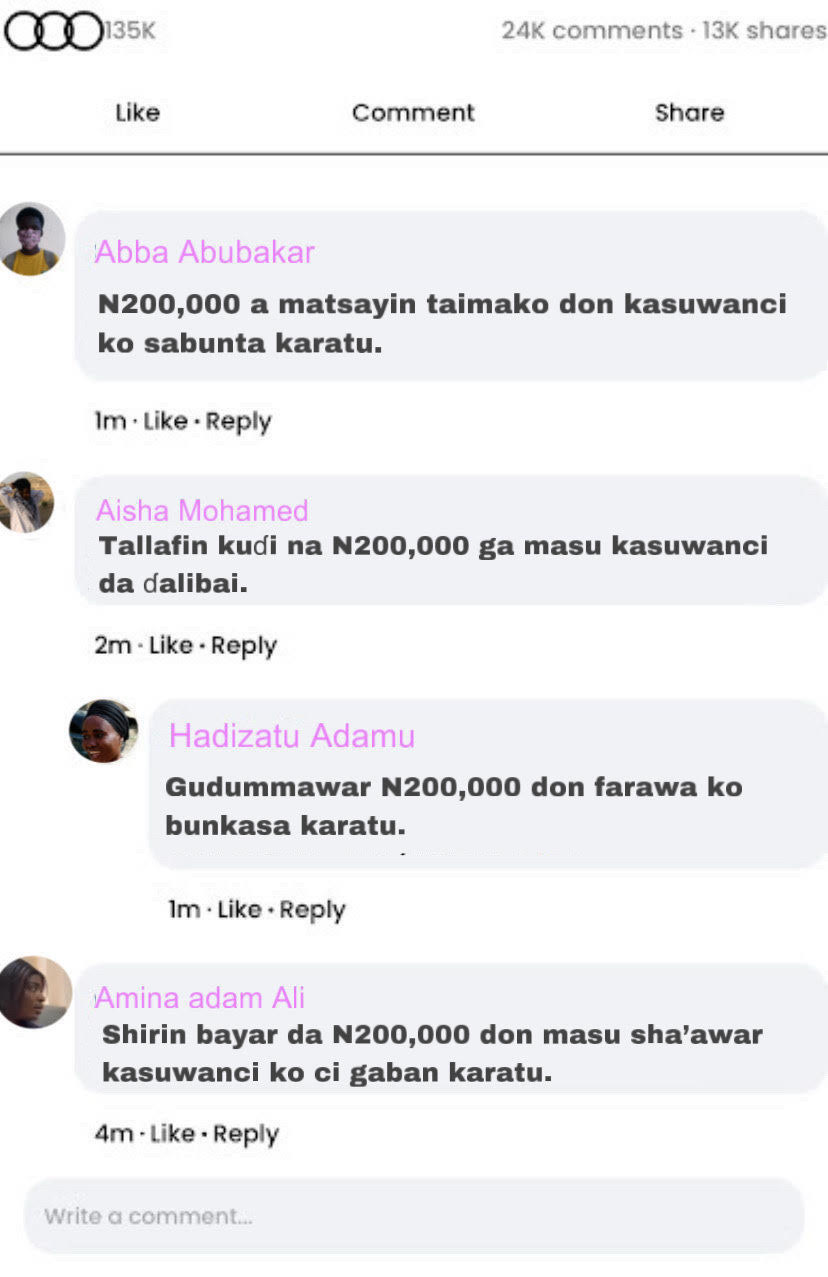 135K 24K comments · 13K shares
Like Comment Share
Abba Abubakar
N200,000 a matsayin taimako don kasuwanci
ko sabunta karatu.
1m · Like · Reply
Aisha Mohamed
Tallafin kuɗi na N200,000 ga masu kasuwanci
da ɗalibai.
2m · Like · Reply
Hadizatu Adamu
Gudummawar N200,000 don farawa ko
bunkasa karatu.
1m · Like · Reply
Amina adam Ali
Shirin bayar da N200,000 don masu sha’awar
kasuwanci ko ci gaban karatu.
4m · Like · Reply
Write a comment...